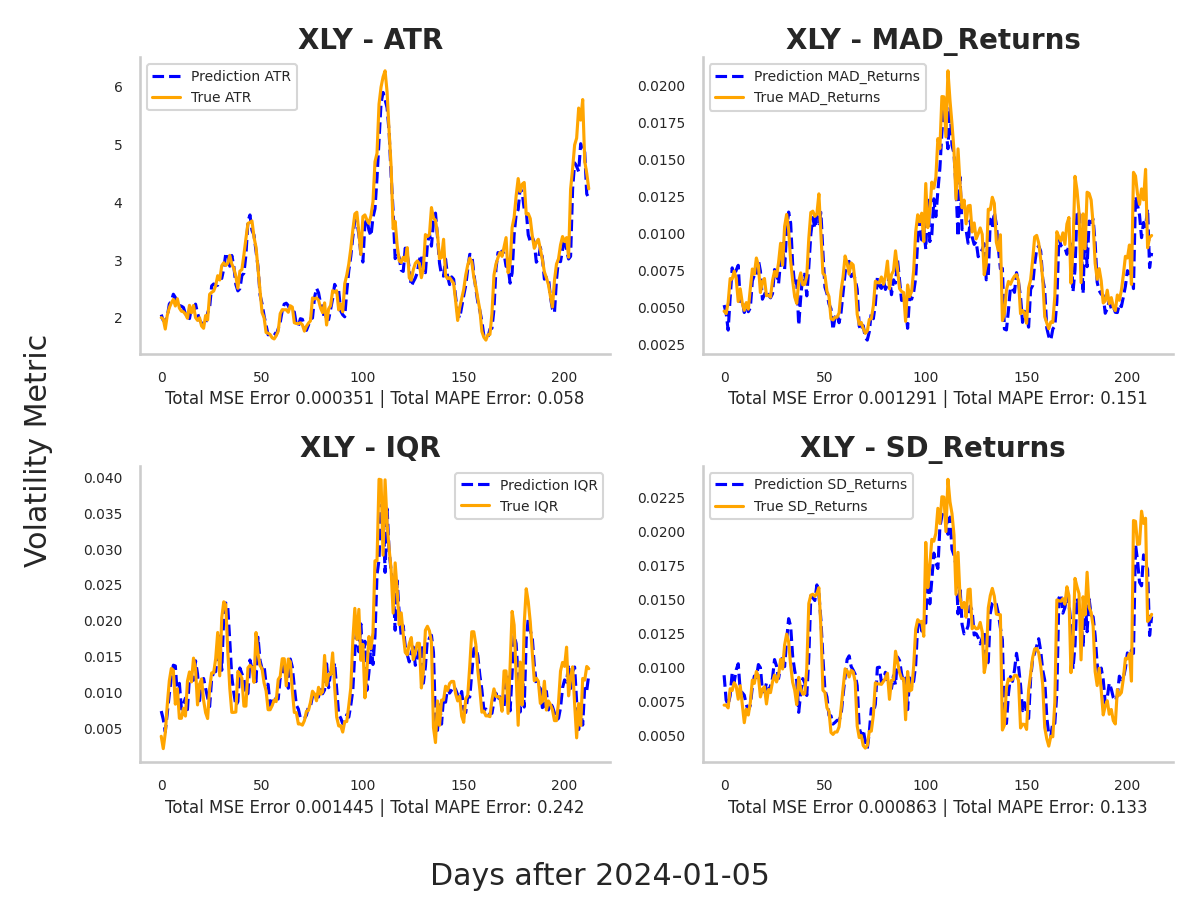 XLY - ATR
Prediction ATR
True ATR
6
5
4
3
2
0 50 100 150 200
Total MSE Error 0.000351 | Total MAPE Error: 0.058
XLY - MAD_Returns
Prediction MAD_Returns
True MAD_Returns
0.0200
0.0175
0.0150
0.0125
0.0100
0.0075
0.0050
0.0025
0 50 100 150 200
Total MSE Error 0.001291 | Total MAPE Error: 0.151
Volatility Metric
XLY - IQR
Prediction IQR
True IQR
0.040
0.035
0.030
0.025
0.020
0.015
0.010
0.005
0 50 100 150 200
Total MSE Error 0.001445 | Total MAPE Error: 0.242
XLY - SD_Returns
Prediction SD_Returns
True SD_Returns
0.0225
0.0200
0.0175
0.0150
0.0125
0.0100
0.0075
0.0050
0 50 100 150 200
Total MSE Error 0.000863 | Total MAPE Error: 0.133
Days after 2024-01-05